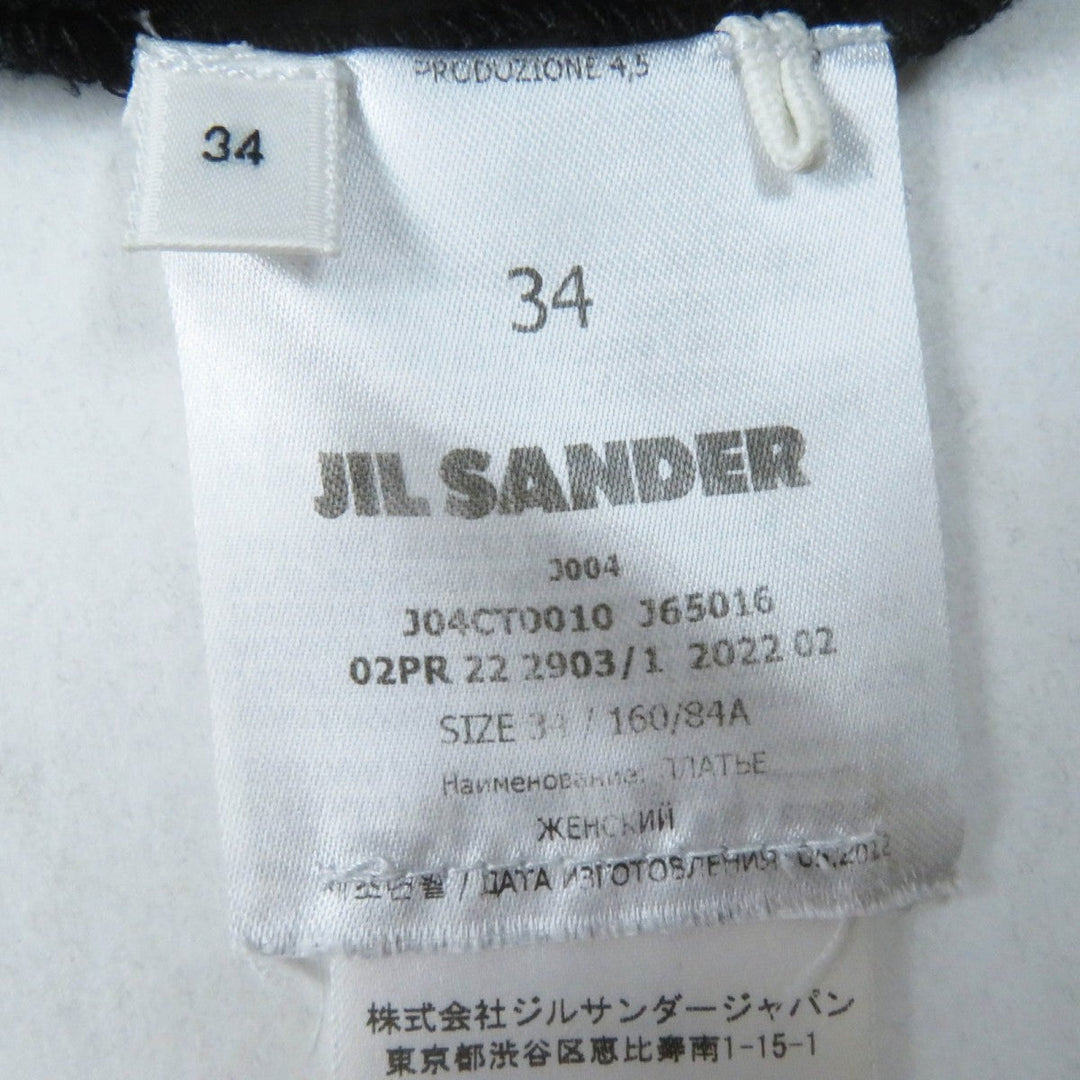 PRODUZIONE 4,5
34
34
JIL SANDER
J004
J04CT0010 J65016
02PR 22 2903/1 2022 02
SIZE 34 / 160/84A
Наименование: ПЛАТЬЕ
ЖЕНСКИЙ
제조년월 / ДАТА ИЗГОТОВЛЕНИЯ
株式会社ジルサンダージャパン
東京都渋谷区恵比寿南1-15-1